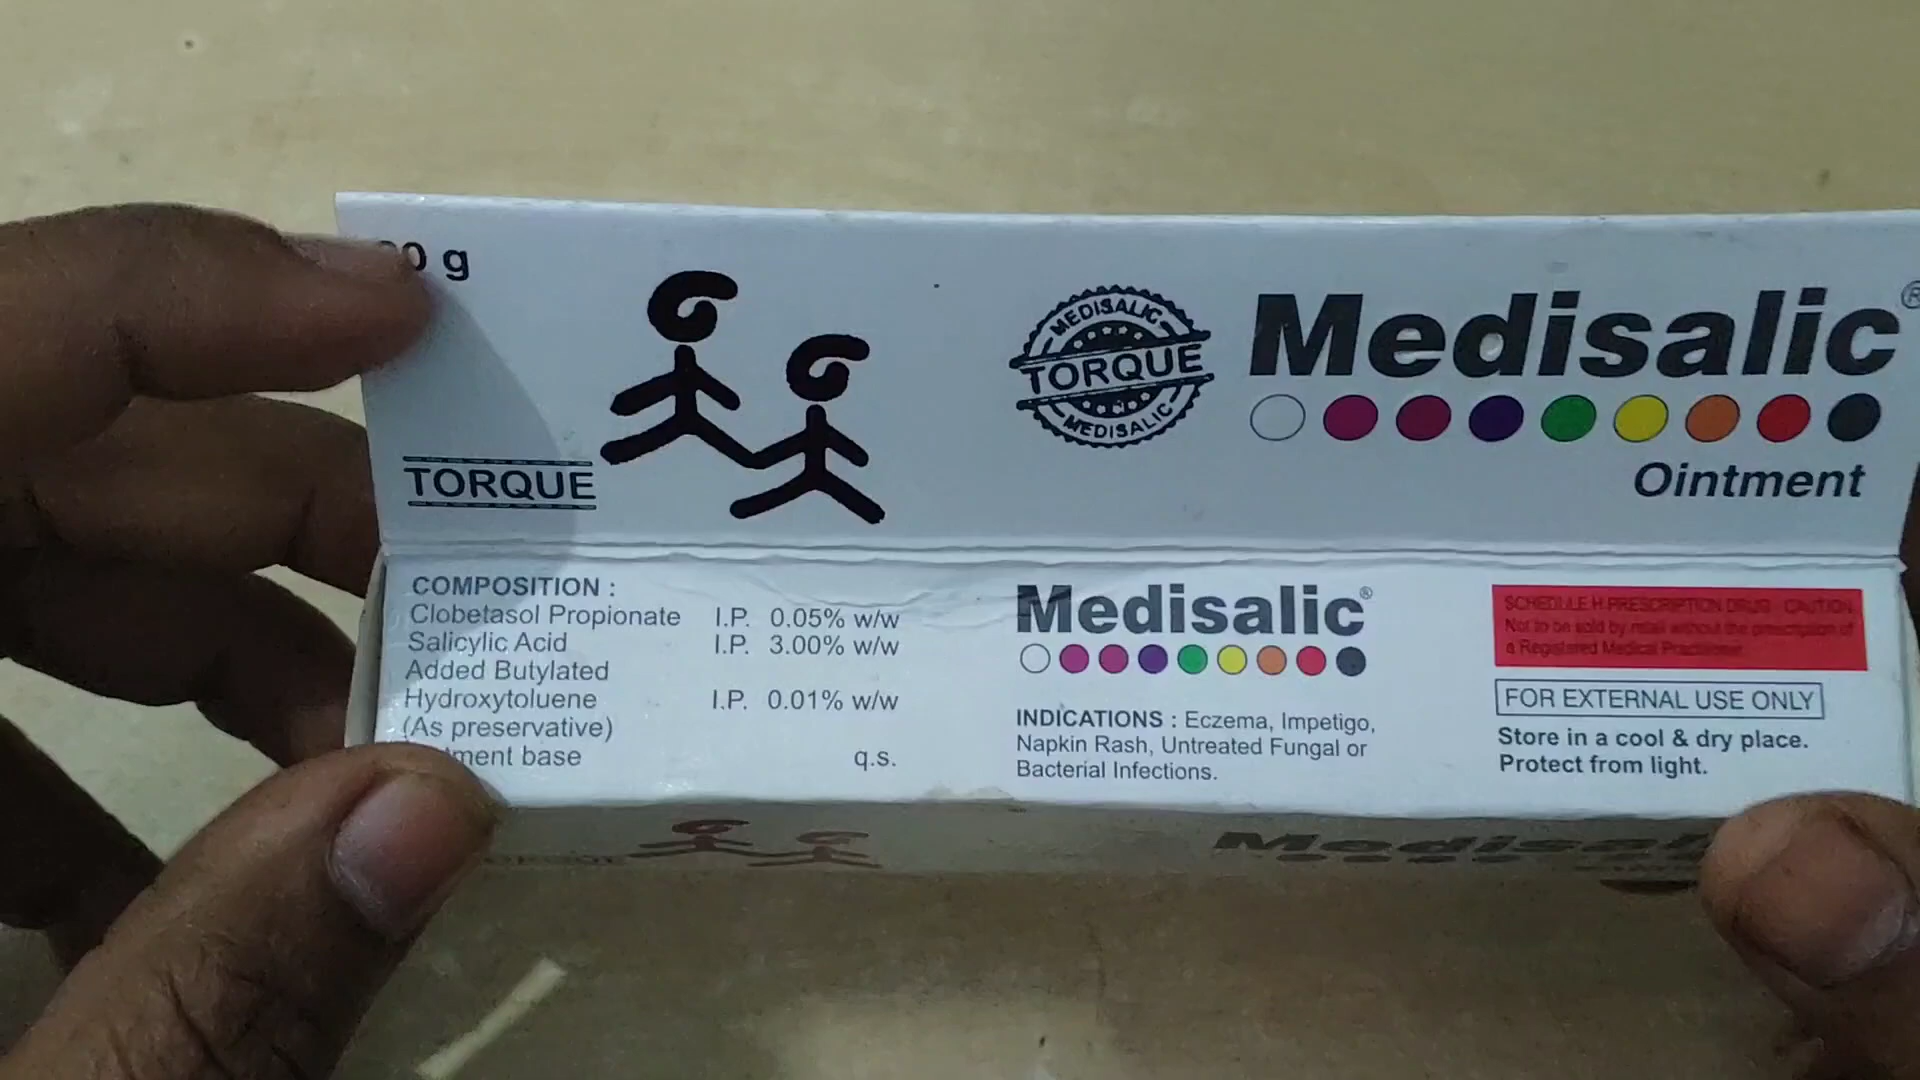 0 g
TORQUE
MEDISALIC
TORQUE
MEDISALIC
Medisalic®
Ointment
COMPOSITION :
Clobetasol Propionate I.P. 0.05% w/w
Salicylic Acid I.P. 3.00% w/w
Added Butylated
Hydroxytoluene I.P. 0.01% w/w
(As preservative)
base q.s.
Medisalic®
INDICATIONS : Eczema, Impetigo,
Napkin Rash, Untreated Fungal or
Bacterial Infections.
SCHEDULE H PRESCRIPTION DRUG - CAUTION
Not to be sold by retail without the prescription of
a Registered Medical Practitioner
FOR EXTERNAL USE ONLY
Store in a cool & dry place.
Protect from light.